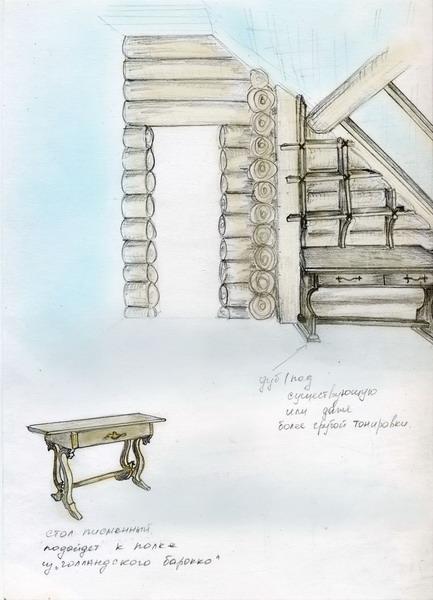 дуб/под
существующую
или даже
более грубой тонировки.
стол письменный
подойдет к полке
из "голландского барокко"